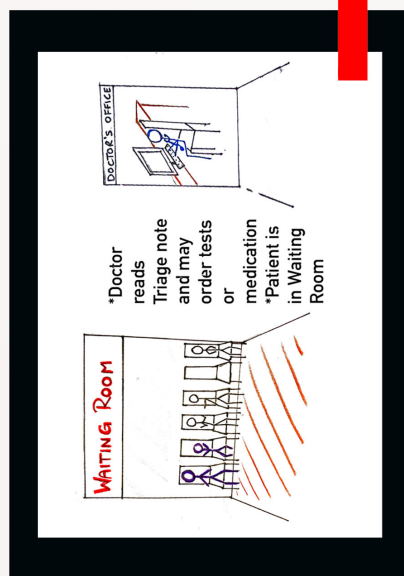 WAITING ROOM
*Doctor
reads
Triage note
and may
order tests
or
medication
*Patient is
in Waiting
Room
DOCTOR'S OFFICE